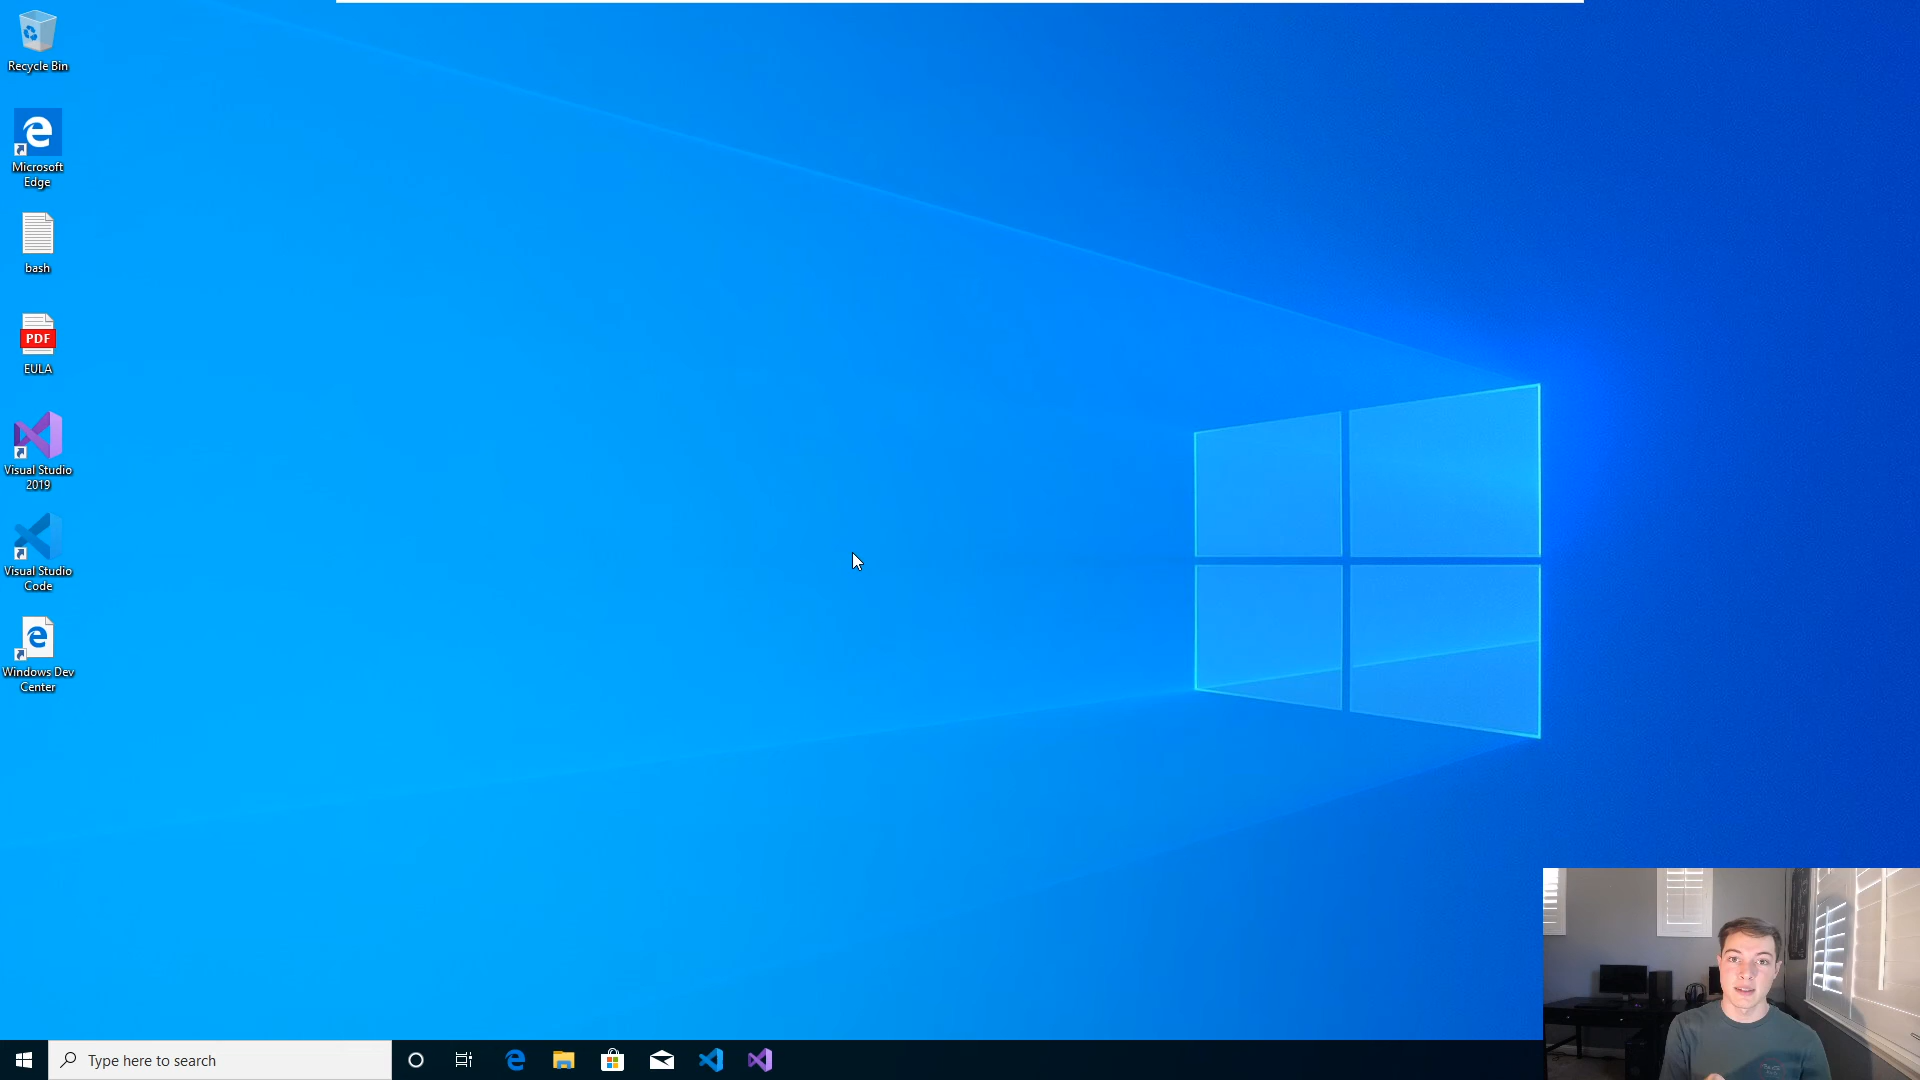 Recycle Bin
Microsoft
Edge
bash
PDF
EULA
Visual Studio
2019
Visual Studio
Code
Windows Dev
Center
Type here to search